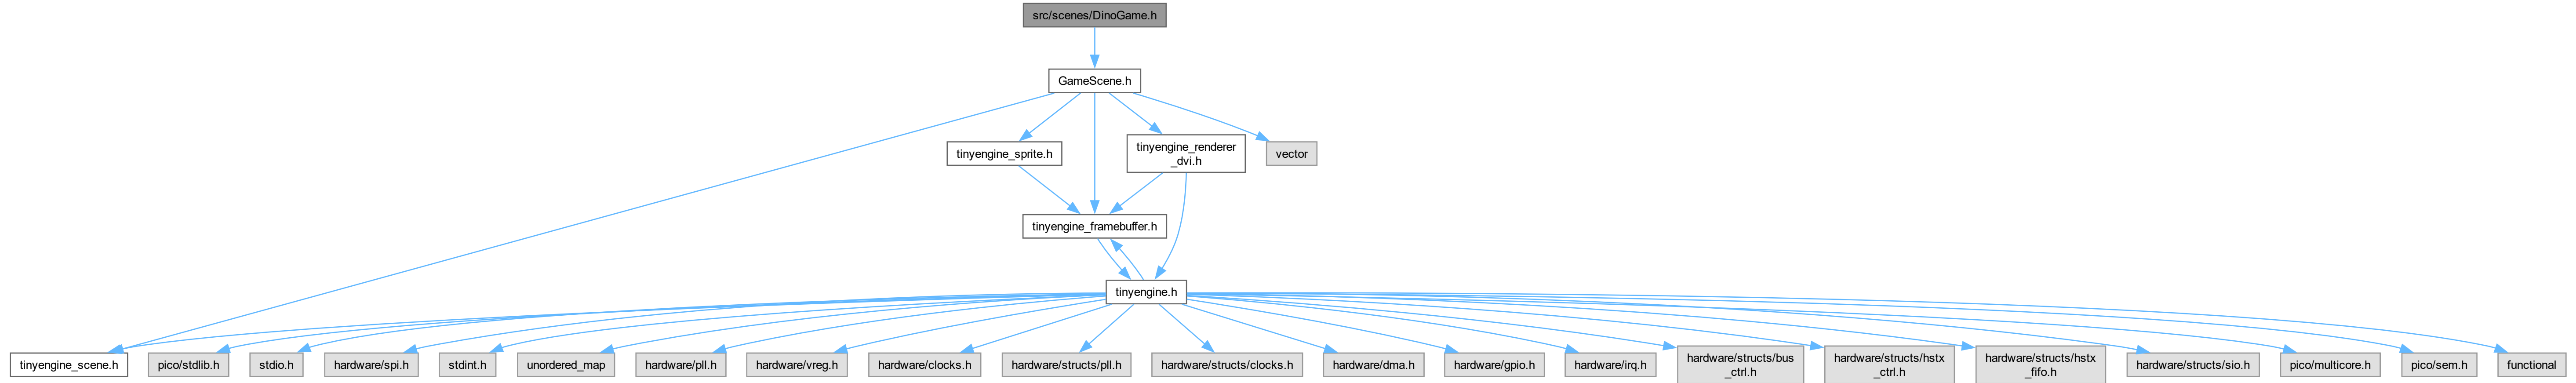 src/scenes/DinoGame.h
GameScene.h
tinyengine_sprite.h
tinyengine_renderer
_dvi.h
vector
tinyengine_framebuffer.h
tinyengine.h
tinyengine_scene.h
pico/stdlib.h
stdio.h
hardware/spi.h
stdint.h
unordered_map
hardware/pll.h
hardware/vreg.h
hardware/clocks.h
hardware/structs/pll.h
hardware/structs/clocks.h
hardware/dma.h
hardware/gpio.h
hardware/irq.h
hardware/structs/bus
_ctrl.h
hardware/structs/hstx
_ctrl.h
hardware/structs/hstx
_fifo.h
hardware/structs/sio.h
pico/multicore.h
pico/sem.h
functional